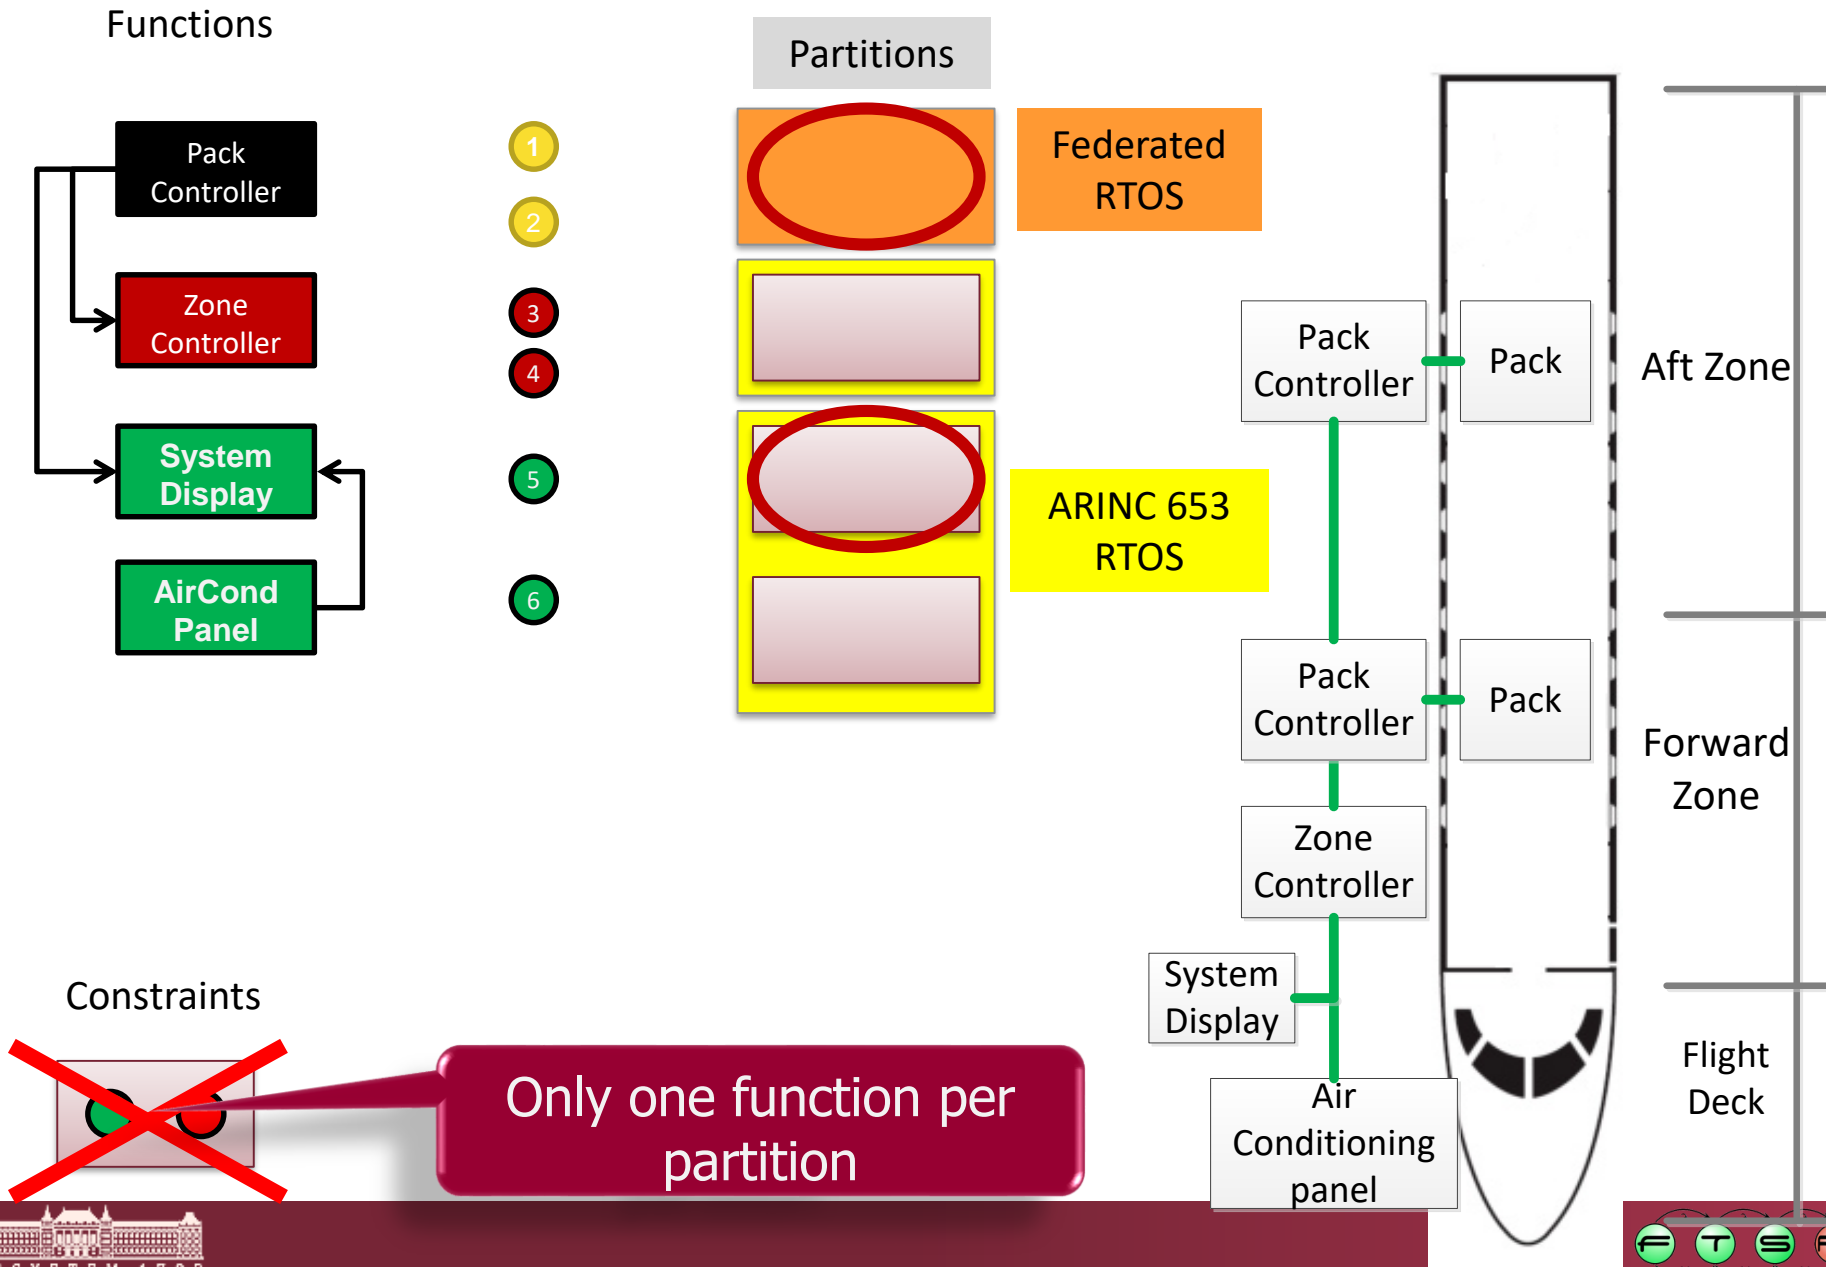 Functions
Partitions
Pack
Controller
1
Federated
RTOS
2
Zone
Controller
3
4
System
Display
5
ARINC 653
RTOS
AirCond
Panel
6
Pack
Controller
Pack
Aft Zone
Pack
Controller
Pack
Forward
Zone
Zone
Controller
System
Display
Flight
Deck
Air
Conditioning
panel
Constraints
Only one function per
partition
F T S